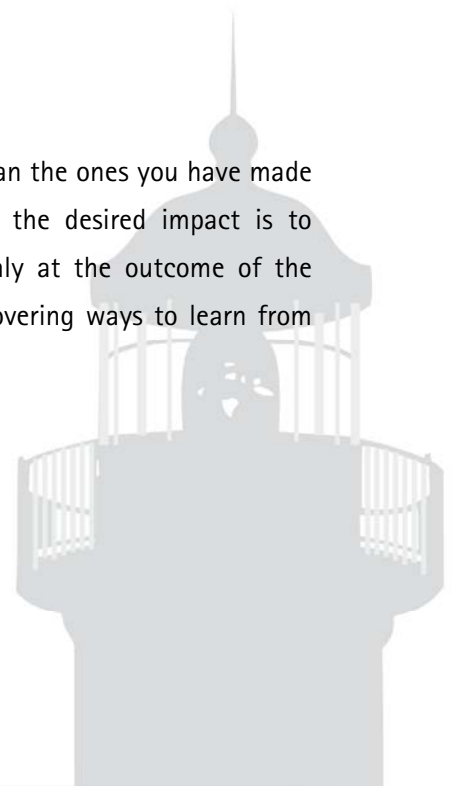 an the ones you have made
the desired impact is to
at the outcome of the
overing ways to learn from